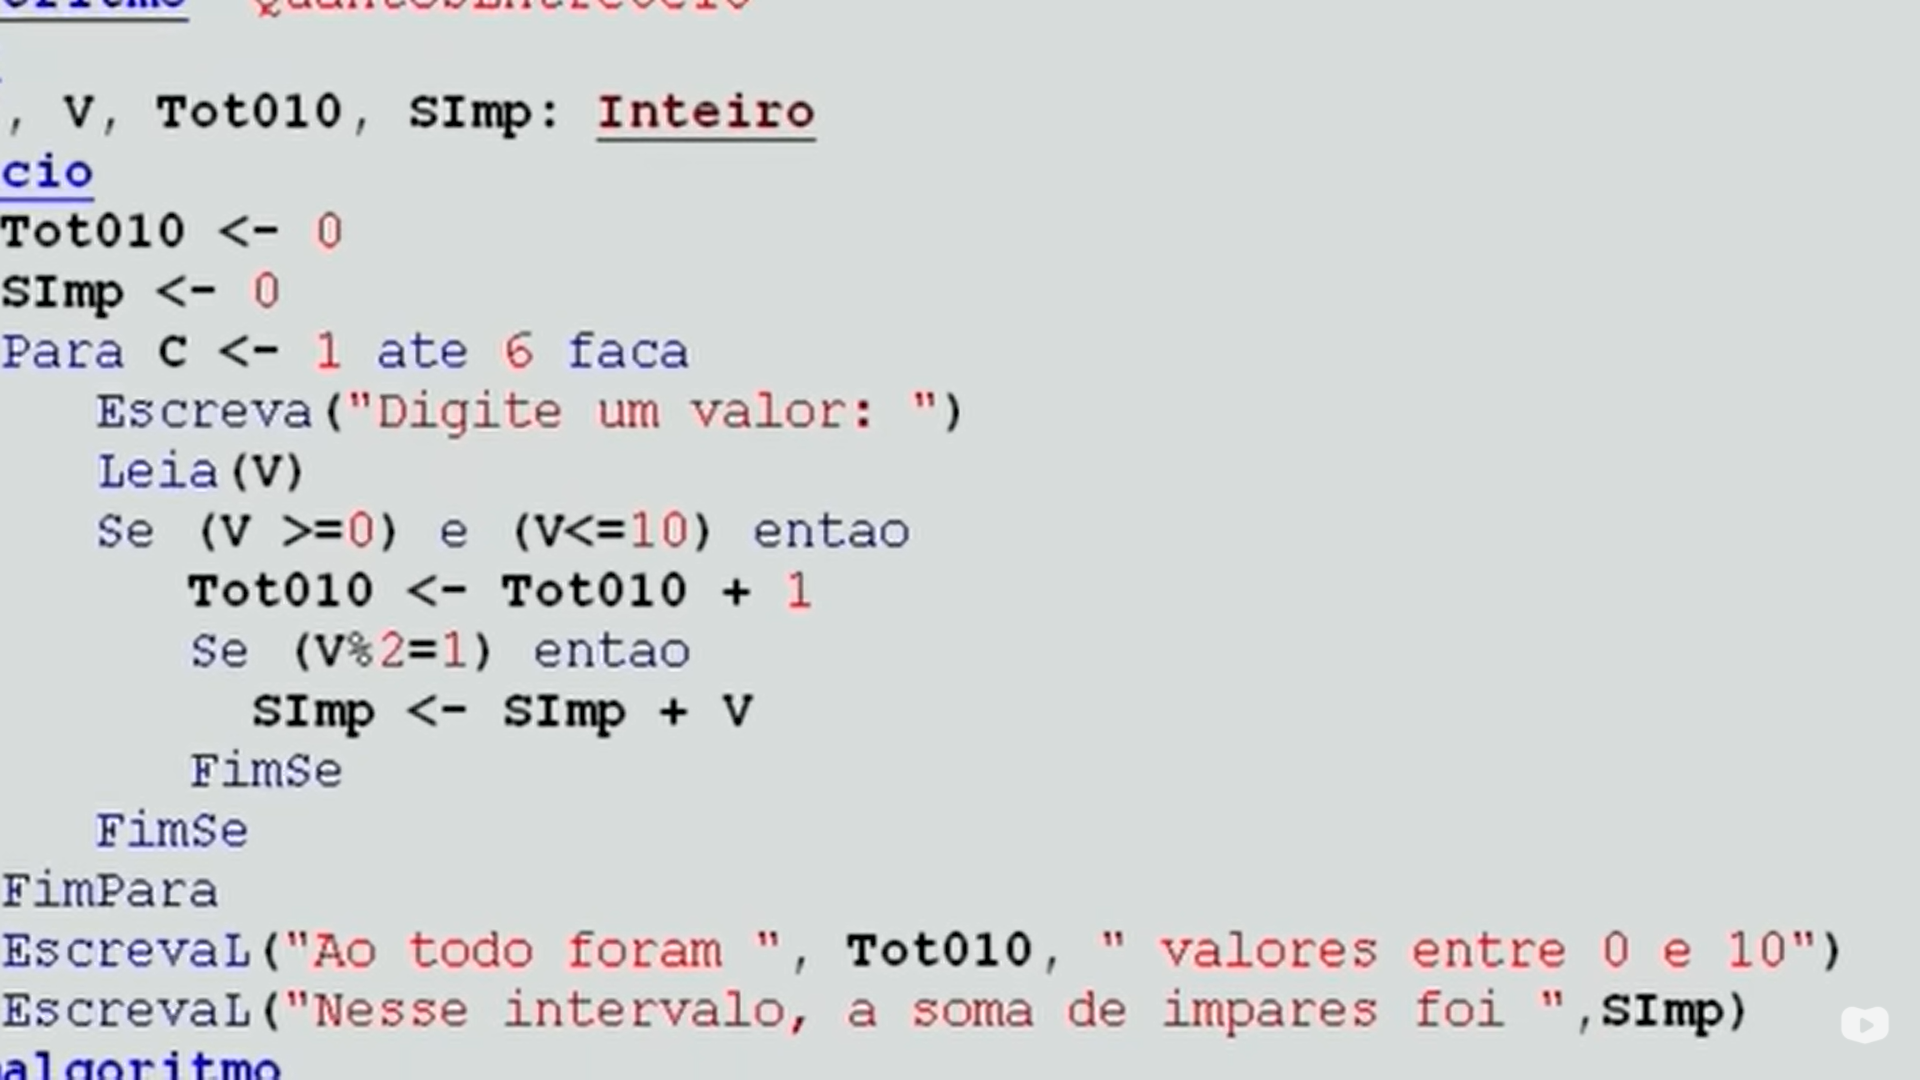 , V, Tot010, SImp: Inteiro
cio
Tot010 <- 0
SImp <- 0
Para C <- 1 ate 6 faca
Escreva("Digite um valor: ")
Leia(V)
Se (V >=0) e (V<=10) entao
Tot010 <- Tot010 + 1
Se (V%2=1) entao
SImp <- SImp + V
FimSe
FimSe
FimPara
EscrevaL("Ao todo foram ", Tot010, " valores entre 0 e 10")
EscrevaL("Nesse intervalo, a soma de impares foi ",SImp)
algoritmo